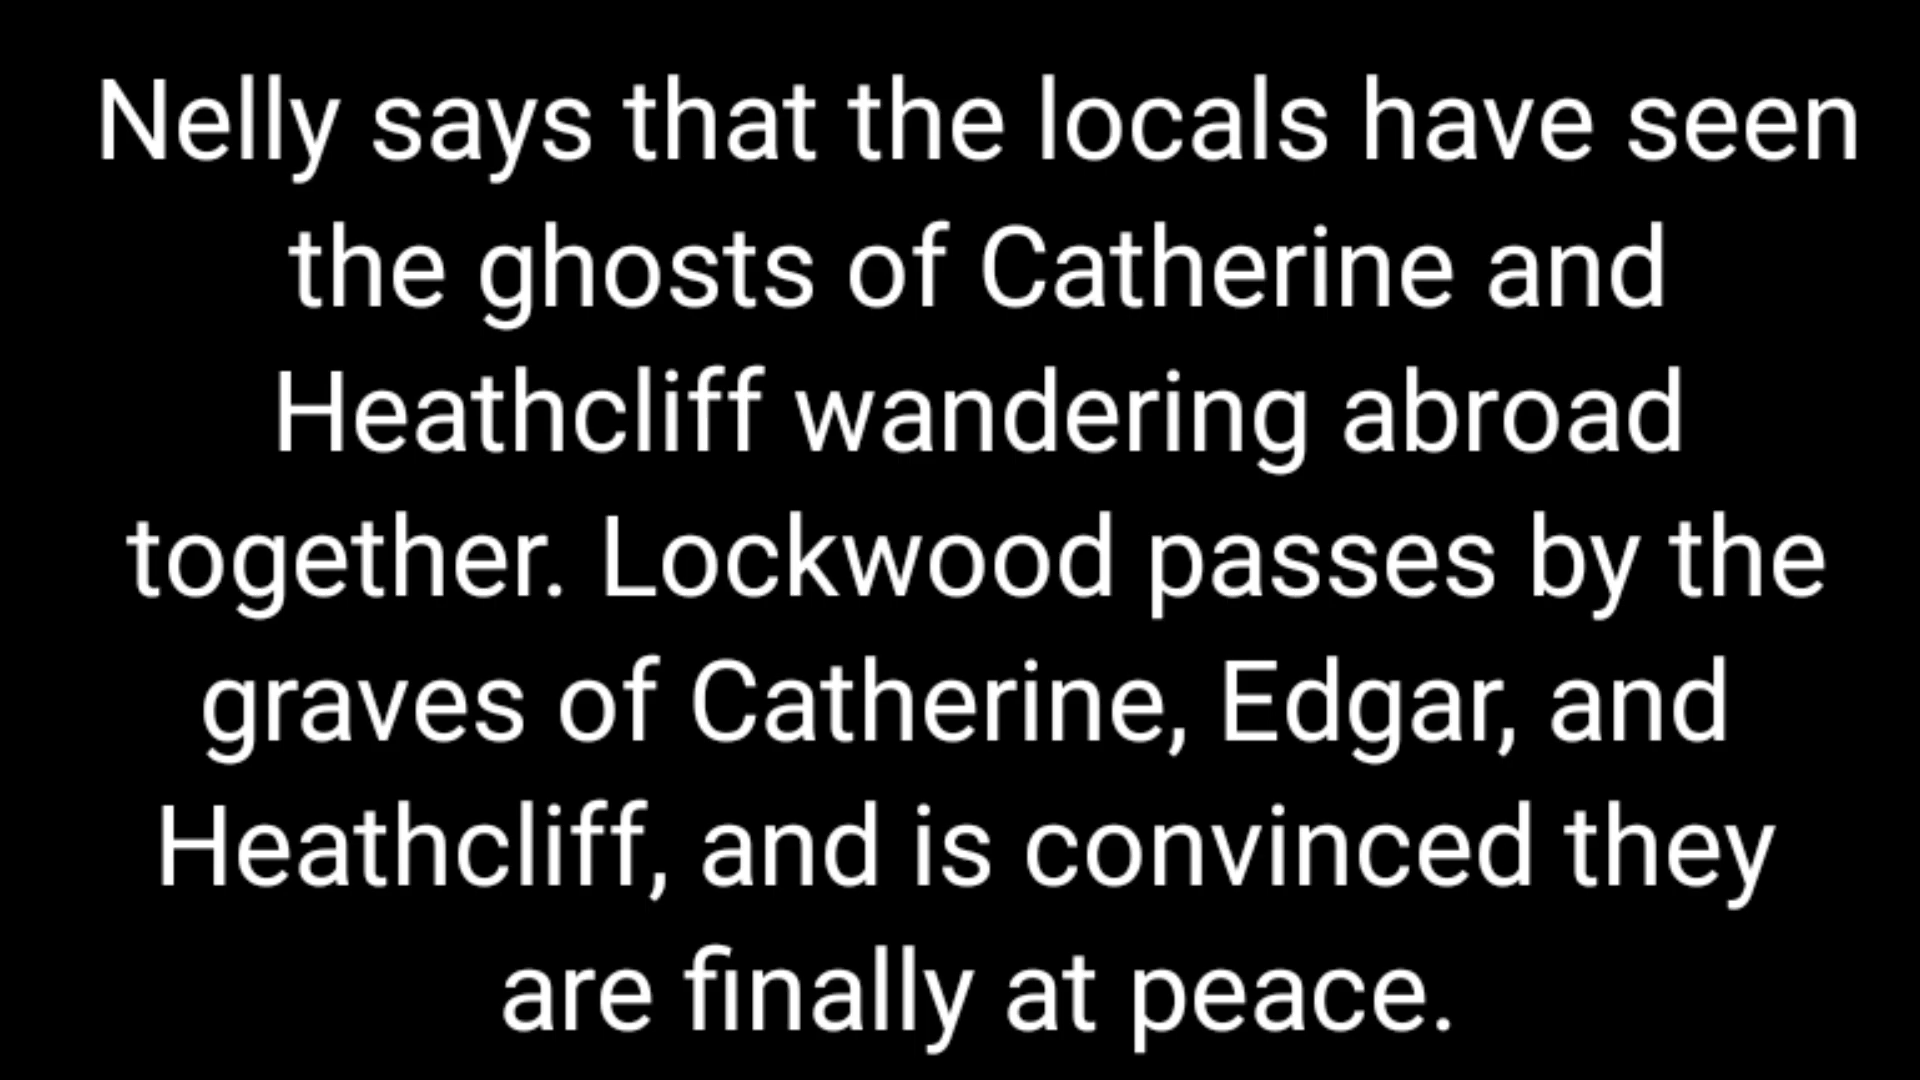 Nelly says that the locals have seen
the ghosts of Catherine and
Heathcliff wandering abroad
together. Lockwood passes by the
graves of Catherine, Edgar, and
Heathcliff, and is convinced they
are finally at peace.